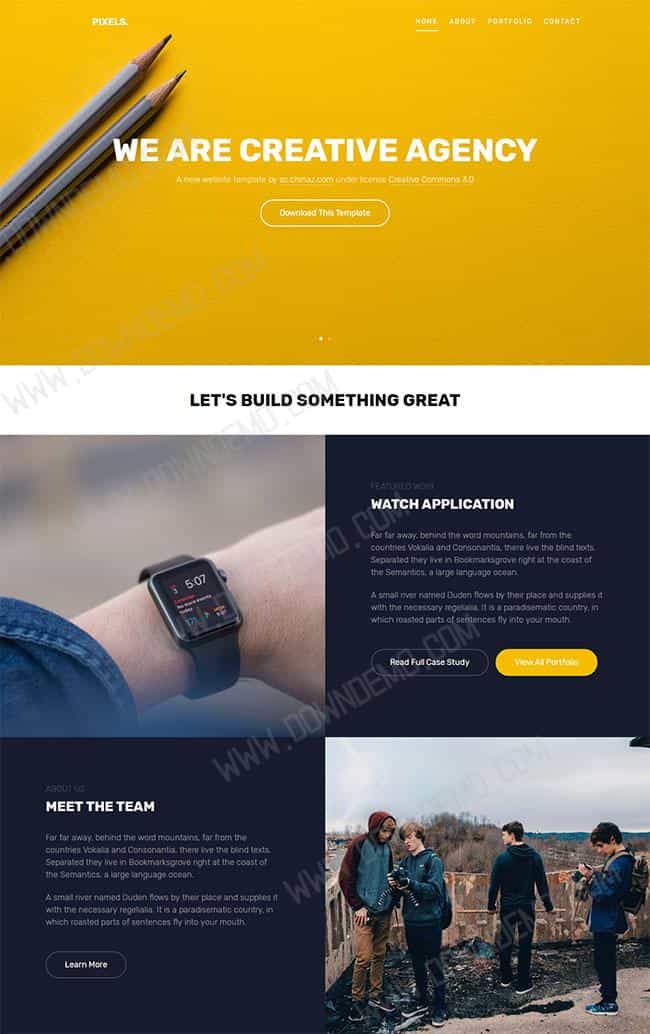 PIXELS.
HOME ABOUT PORTFOLIO CONTACT
WE ARE CREATIVE AGENCY
A new website template by sc.chinaz.com under license Creative Commons 3.0
Download This Template
LET'S BUILD SOMETHING GREAT
5:07
No more events
today
FEATURED WORK
WATCH APPLICATION
Far far away, behind the word mountains, far from the
countries Vokalia and Consonantia, there live the blind texts.
Separated they live in Bookmarksgrove right at the coast of
the Semantics, a large language ocean.
A small river named Duden flows by their place and supplies it
with the necessary regelialia. It is a paradisematic country, in
which roasted parts of sentences fly into your mouth.
Read Full Case Study
View All Portfolio
ABOUT US
MEET THE TEAM
Far far away, behind the word mountains, far from the
countries Vokalia and Consonantia, there live the blind texts.
Separated they live in Bookmarksgrove right at the coast of
the Semantics, a large language ocean.
A small river named Duden flows by their place and supplies it
with the necessary regelialia. It is a paradisematic country, in
which roasted parts of sentences fly into your mouth.
Learn More
WWW.DOWNDEMO.COM